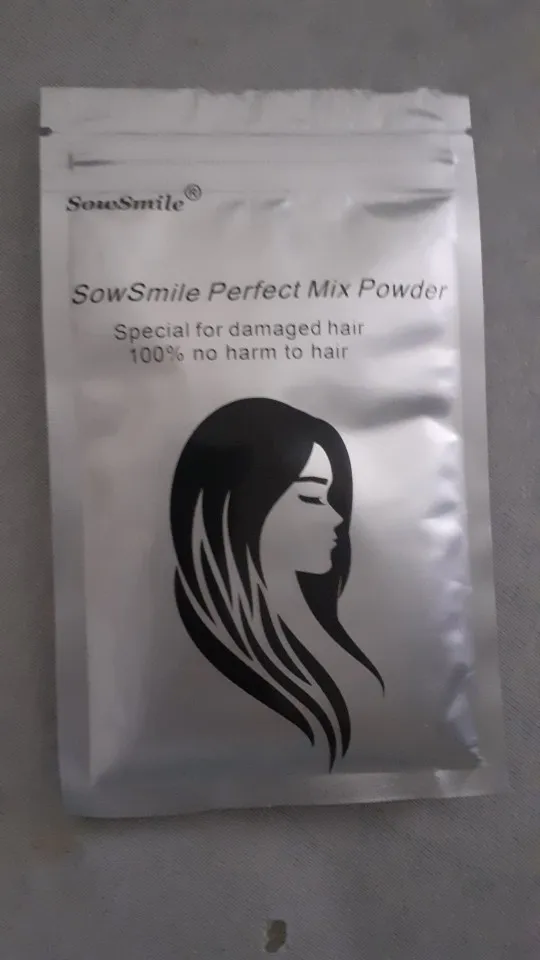 SowSmile®
SowSmile Perfect Mix Powder
Special for damaged hair
100% no harm to hair